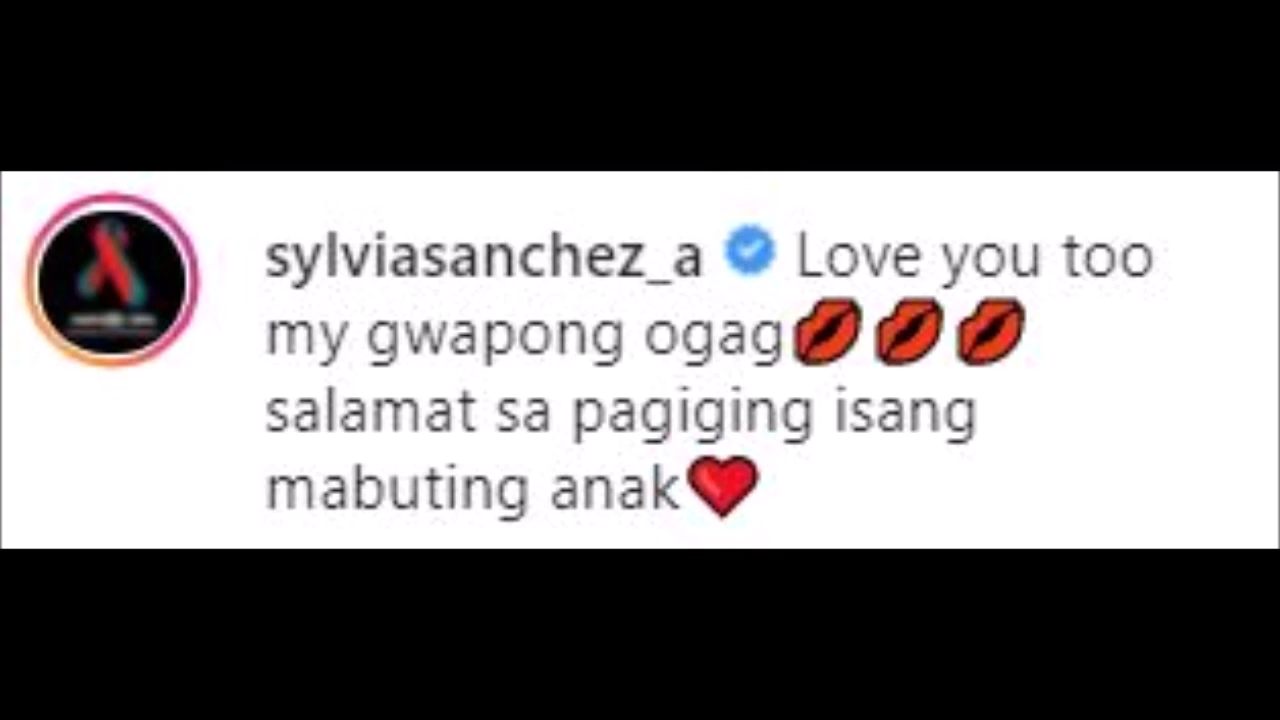 sylviasanchez_a Love you too
my gwapong ogag💋💋💋
salamat sa pagiging isang
mabuting anak❤️